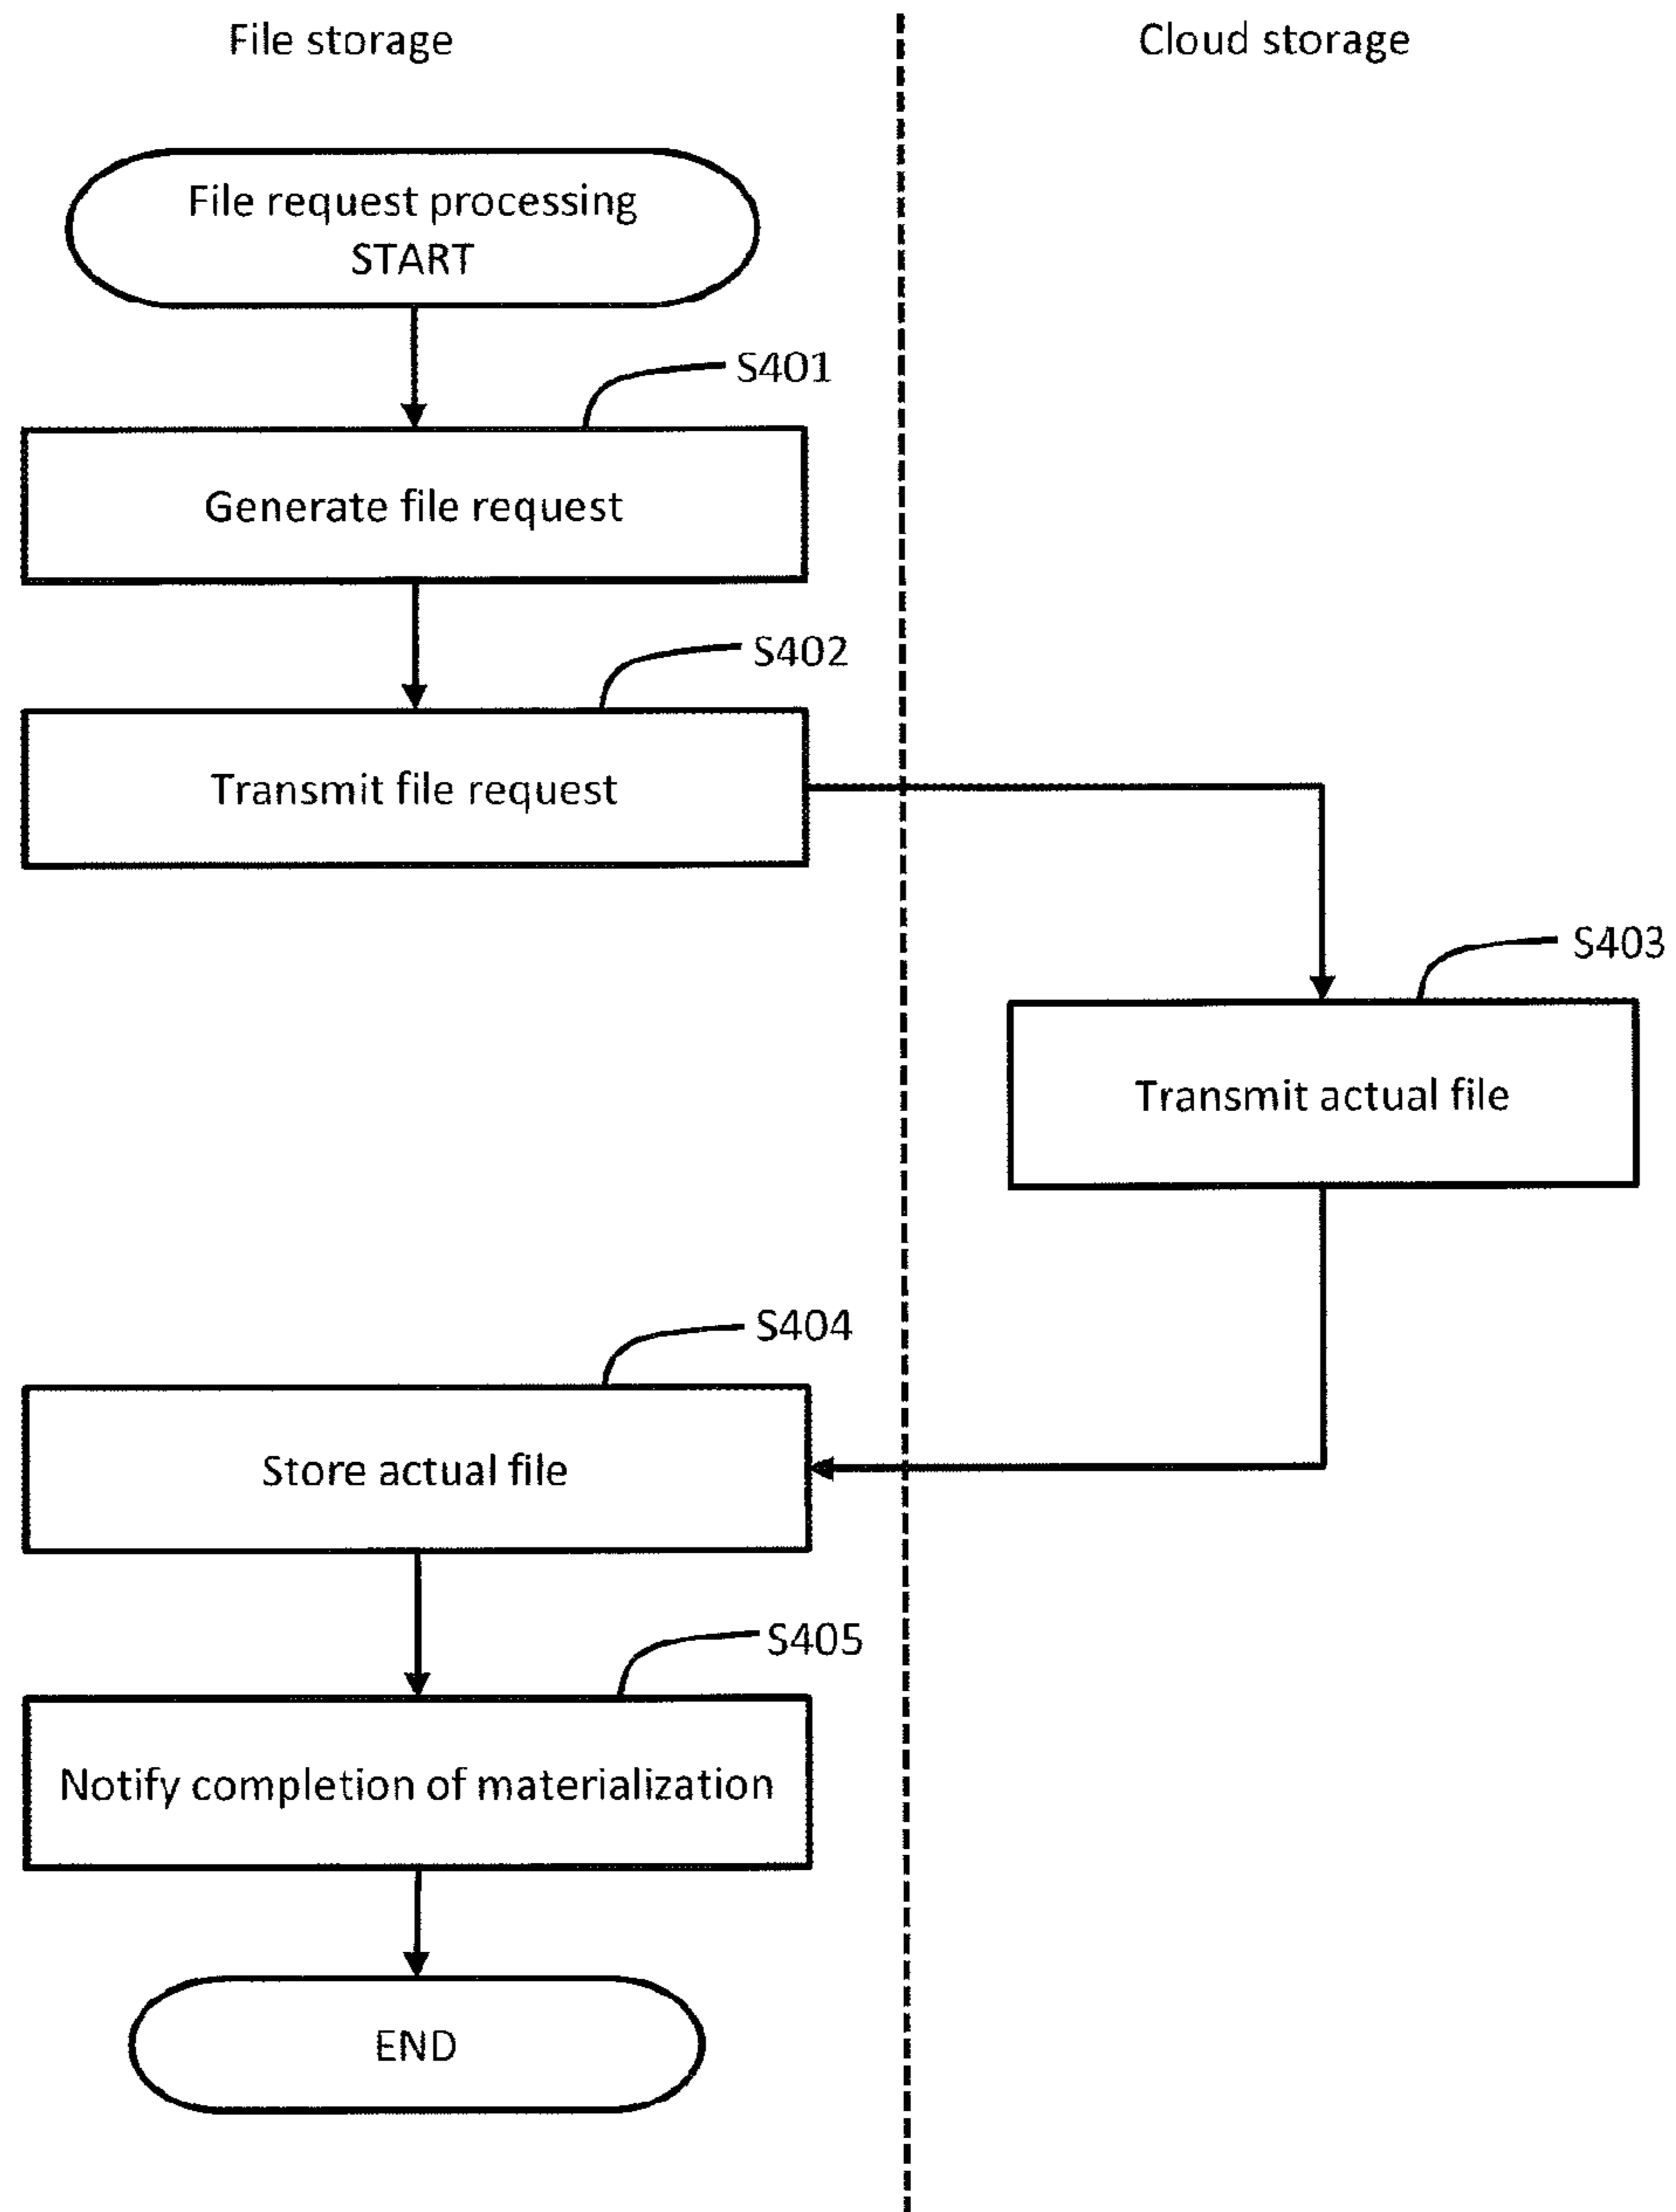 File storage
Cloud storage
File request processing
START
S401
Generate file request
S402
Transmit file request
S403
Transmit actual file
S404
Store actual file
S405
Notify completion of materialization
END